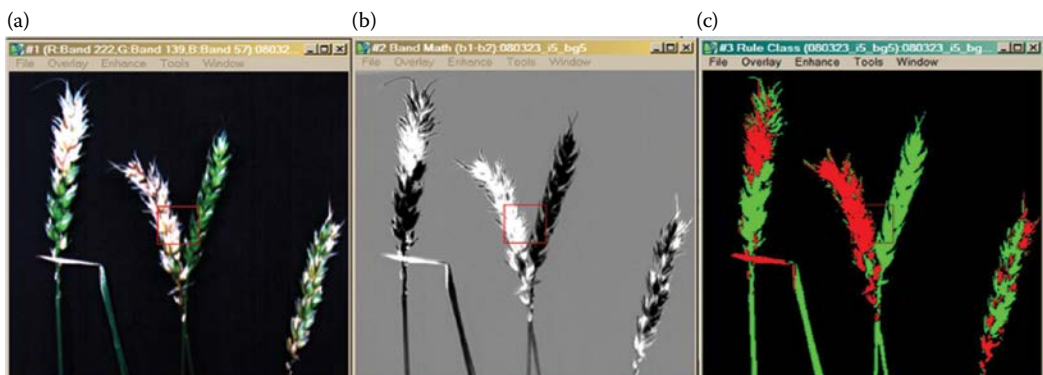 (a)
(b)
(c)
#1 (R:Band 222,G:Band 139,B:Band 57):08032...
File Overlay Enhance Tools Window
#2 Band Math (b1-b2):080323_i5_bg5
File Overlay Enhance Tools Window
#3 Rule Class (080323_i5_bg5):080323_i5_bg...
File Overlay Enhance Tools Window